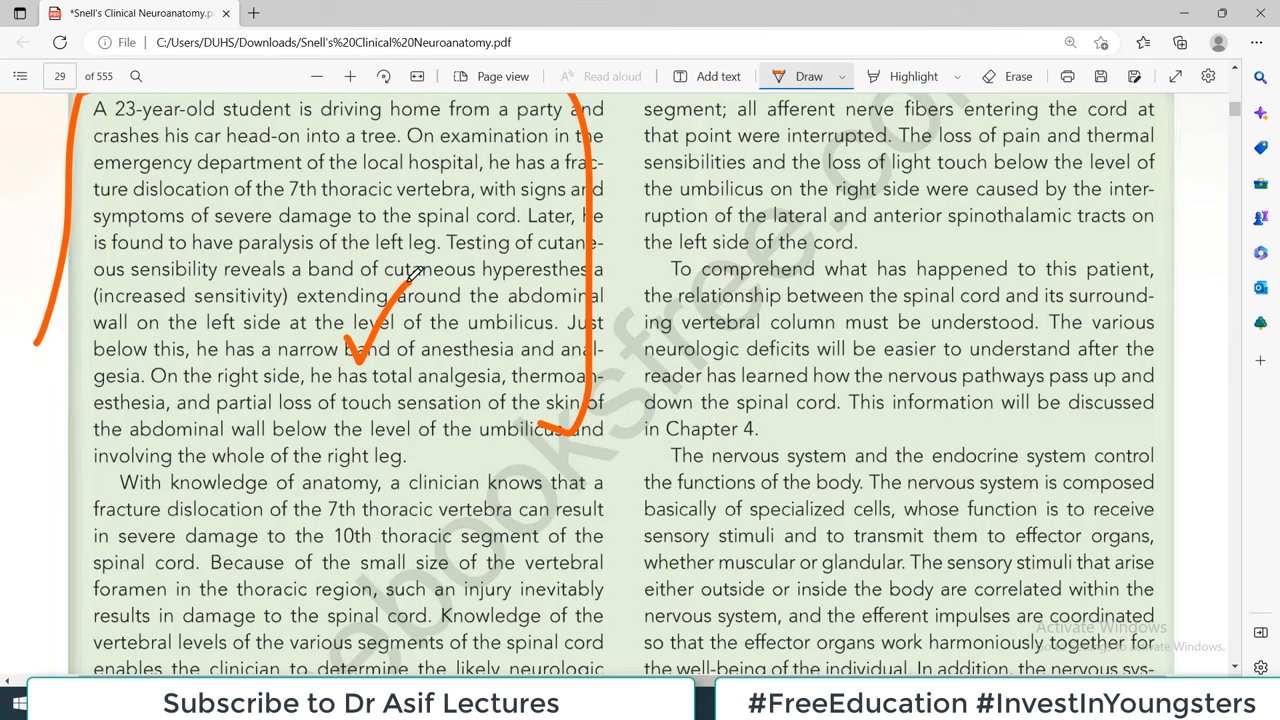 *Snell's Clinical Neuroanatomy.p
File
C:/Users/DUHS/Downloads/Snell's%20Clinical%20Neuroanatomy.pdf
29 of 555
Page view
Read aloud
Add text
Draw
Highlight
Erase
A 23-year-old student is driving home from a party and
crashes his car head-on into a tree. On examination in the
emergency department of the local hospital, he has a frac-
ture dislocation of the 7th thoracic vertebra, with signs and
symptoms of severe damage to the spinal cord. Later, he
is found to have paralysis of the left leg. Testing of cutane-
ous sensibility reveals a band of cutaneous hyperesthesia
(increased sensitivity) extending around the abdominal
wall on the left side at the level of the umbilicus. Just
below this, he has a narrow band of anesthesia and anal-
gesia. On the right side, he has total analgesia, thermoan-
esthesia, and partial loss of touch sensation of the skin of
the abdominal wall below the level of the umbilicus and
involving the whole of the right leg.
With knowledge of anatomy, a clinician knows that a
fracture dislocation of the 7th thoracic vertebra can result
in severe damage to the 10th thoracic segment of the
spinal cord. Because of the small size of the vertebral
foramen in the thoracic region, such an injury inevitably
results in damage to the spinal cord. Knowledge of the
vertebral levels of the various segments of the spinal cord
enables the clinician to determine the likely neurologic
segment; all afferent nerve fibers entering the cord at
that point were interrupted. The loss of pain and thermal
sensibilities and the loss of light touch below the level of
the umbilicus on the right side were caused by the inter-
ruption of the lateral and anterior spinothalamic tracts on
the left side of the cord.
To comprehend what has happened to this patient,
the relationship between the spinal cord and its surround-
ing vertebral column must be understood. The various
neurologic deficits will be easier to understand after the
reader has learned how the nervous pathways pass up and
down the spinal cord. This information will be discussed
in Chapter 4.
The nervous system and the endocrine system control
the functions of the body. The nervous system is composed
basically of specialized cells, whose function is to receive
sensory stimuli and to transmit them to effector organs,
whether muscular or glandular. The sensory stimuli that arise
either outside or inside the body are correlated within the
nervous system, and the efferent impulses are coordinated
so that the effector organs work harmoniously together for
the well-being of the individual. In addition, the nervous sys-
ebooksfree.com
Activate Windows
Go to Settings to activate Windows.
Subscribe to Dr Asif Lectures
#FreeEducation #InvestInYoungsters